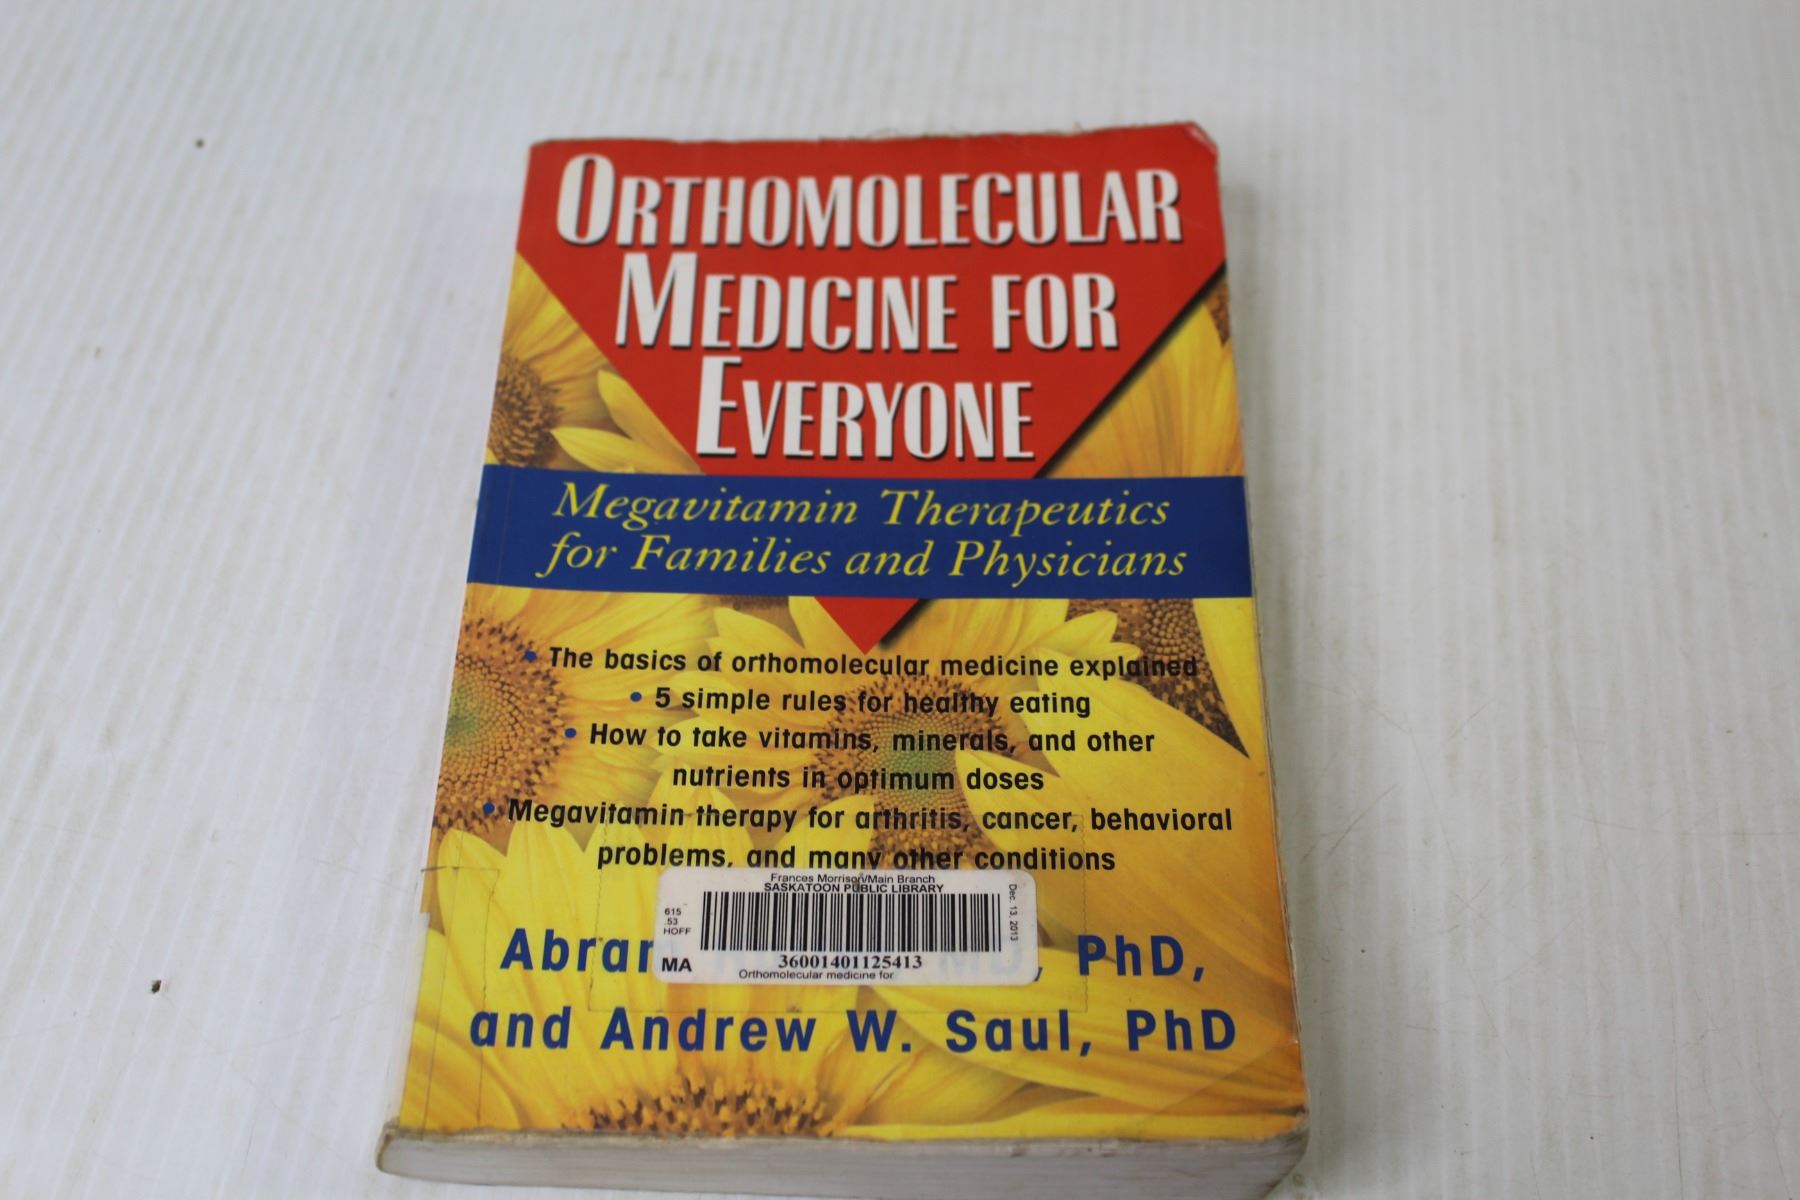 ORTHOMOLECULAR
MEDICINE FOR
EVERYONE
Megavitamin Therapeutics
for Families and Physicians
• The basics of orthomolecular medicine explained
• 5 simple rules for healthy eating
• How to take vitamins, minerals, and other
nutrients in optimum doses
• Megavitamin therapy for arthritis, cancer, behavioral
problems, and many other conditions
Frances Morrison/Main Branch
SASKATOON PUBLIC LIBRARY
Dec. 13, 2013
615
.53
HOFF
MA
36001401125413
Orthomolecular medicine for
MD, PhD,
and Andrew W. Saul, PhD